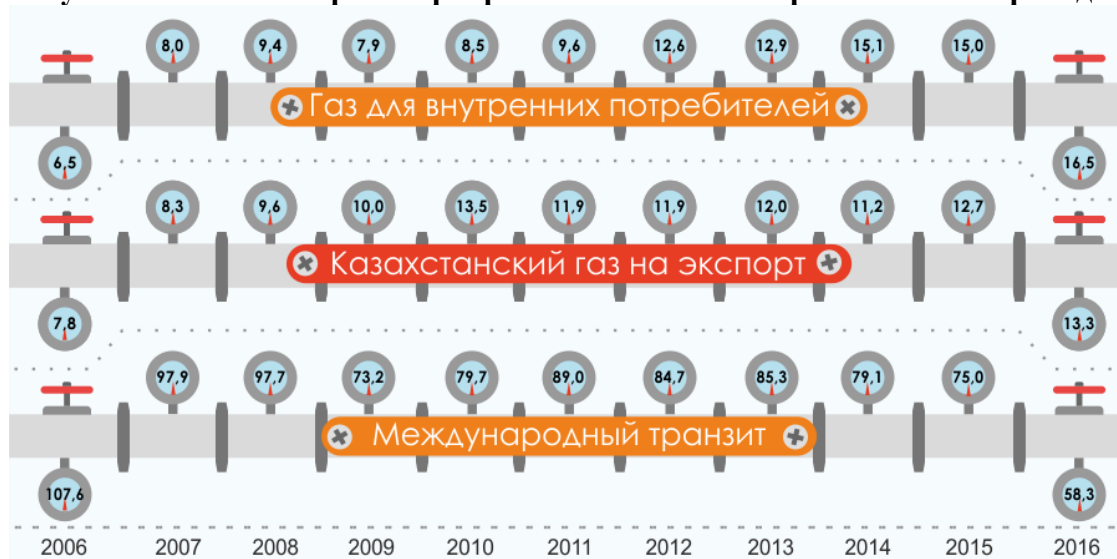 8,0 9,4 7,9 8,5 9,6 12,6 12,9 15,1 15,0
Газ для внутренних потребителей
6,5 16,5
8,3 9,6 10,0 13,5 11,9 11,9 12,0 11,2 12,7
Казахстанский газ на экспорт
7,8 13,3
97,9 97,7 73,2 79,7 89,0 84,7 85,3 79,1 75,0
Международный транзит
107,6 58,3
2006 2007 2008 2009 2010 2011 2012 2013 2014 2015 2016